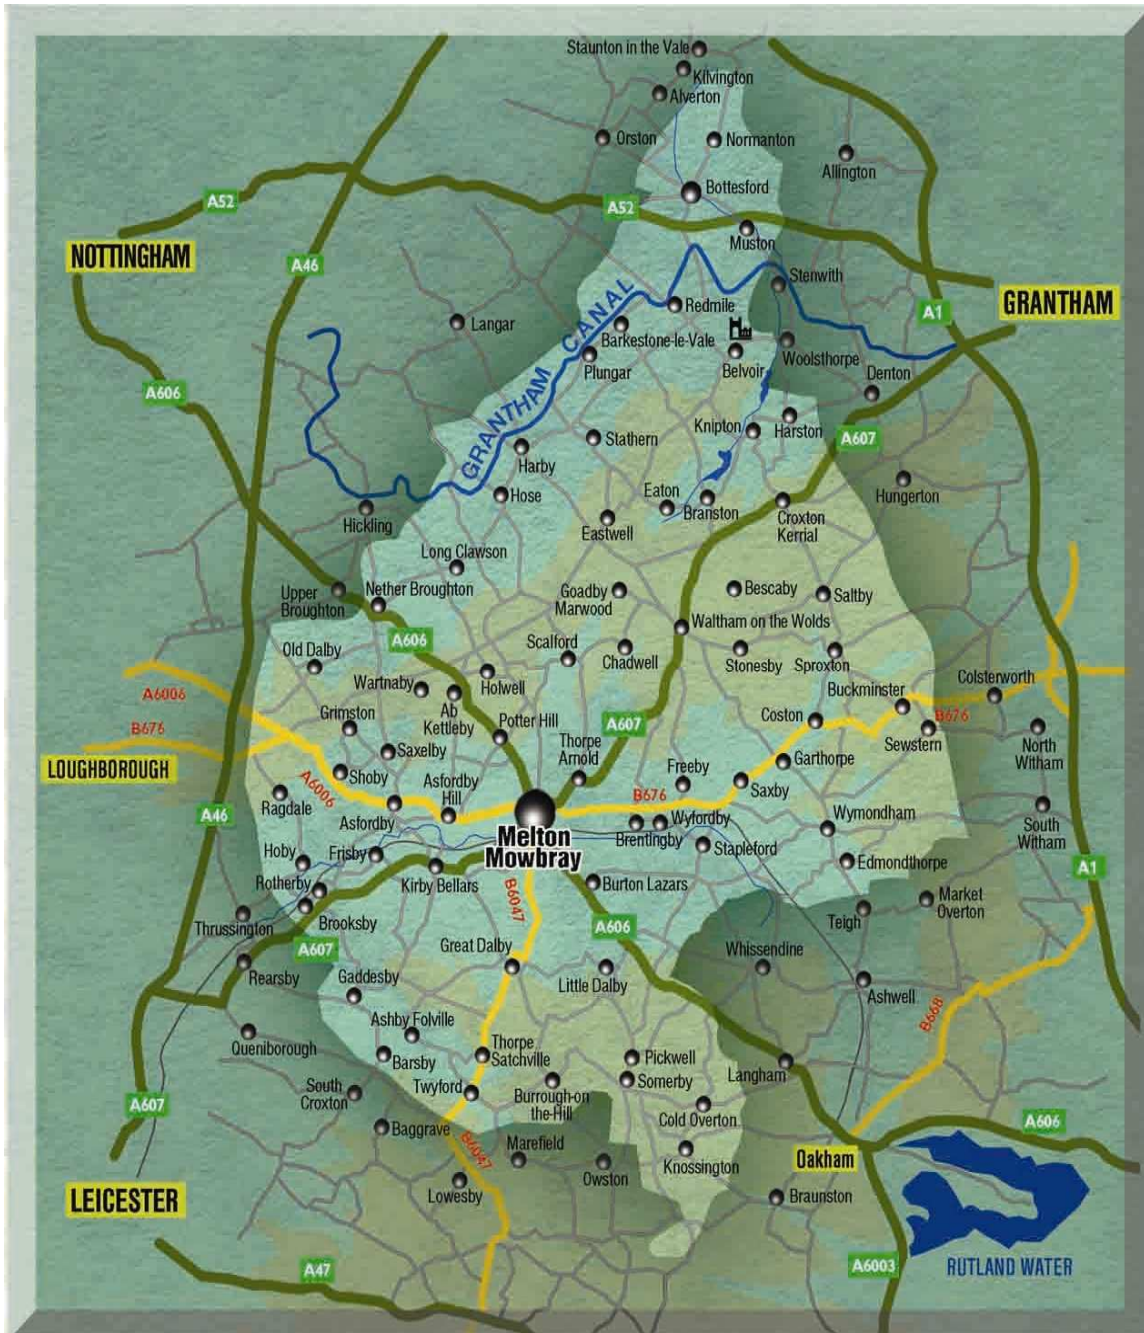 Staunton in the Vale
Kilvington
Alverton
Orston
Normanton
Allington
Bottesford
A52
A52
Muston
NOTTINGHAM
A46
Stenwith
GRANTHAM
Redmile
A1
Langar
GRANTHAM CANAL
Barkestone-le-Vale
Woolsthorpe
Plungar
Belvoir
Denton
A606
Knipton
Harston
A607
Stathern
Harby
Hungerton
Hose
Eaton
Branston
Hickling
Eastwell
Croxton
Kerrial
Long Clawson
Upper
Broughton
Nether Broughton
Goadby
Marwood
Bescaby
Saltby
Waltham on the Wolds
A606
Old Dalby
Scalford
Chadwell
Stonesby
Sproxton
Holwell
Wartnaby
Ab
Kettleby
Colsterworth
Buckminster
A6006
B676
Grimston
Potter Hill
A607
Coston
B676
Sewstern
North
Witham
LOUGHBOROUGH
Saxelby
Thorpe
Arnold
Garthorpe
Shoby
Freeby
A6006
Asfordby
Hill
B676
Saxby
Ragdale
A46
Asfordby
Wyfordby
Brentingby
Wymondham
South
Witham
Melton
Mowbray
Stapleford
Hoby
Frisby
Edmondthorpe
A1
Rotherby
Kirby Bellars
B6047
Burton Lazars
Market
Overton
Thrussington
Brooksby
Teigh
A607
A606
Great Dalby
Whissendine
Rearsby
Gaddesby
Little Dalby
Ashwell
B668
Ashby Folville
Queniborough
Barsby
Thorpe
Satchville
Pickwell
Langham
South
Croxton
Twyford
Burrough-on
the-Hill
Somerby
A607
Cold Overton
A606
Baggrave
B6047
Marefield
Oakham
Knossington
Owston
LEICESTER
Lowesby
Braunston
A47
A6003
RUTLAND WATER